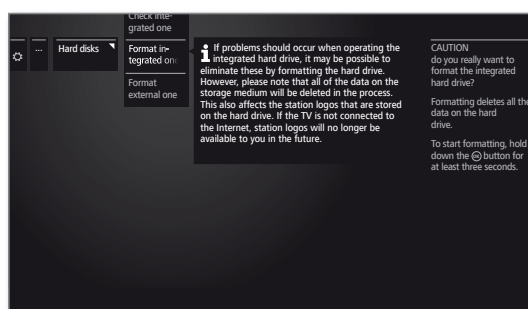 Check inte-
grated one
...
Hard disks
Format in-
tegrated one
Format
external one
If problems should occur when operating the
integrated hard drive, it may be possible to
eliminate these by formatting the hard drive.
However, please note that all of the data on the
storage medium will be deleted in the process.
This also affects the station logos that are stored
on the hard drive. If the TV is not connected to
the Internet, station logos will no longer be
available to you in the future.
CAUTION
do you really want to
format the integrated
hard drive?
Formatting deletes all the
data on the hard
drive.
To start formatting, hold
down the OK button for
at least three seconds.